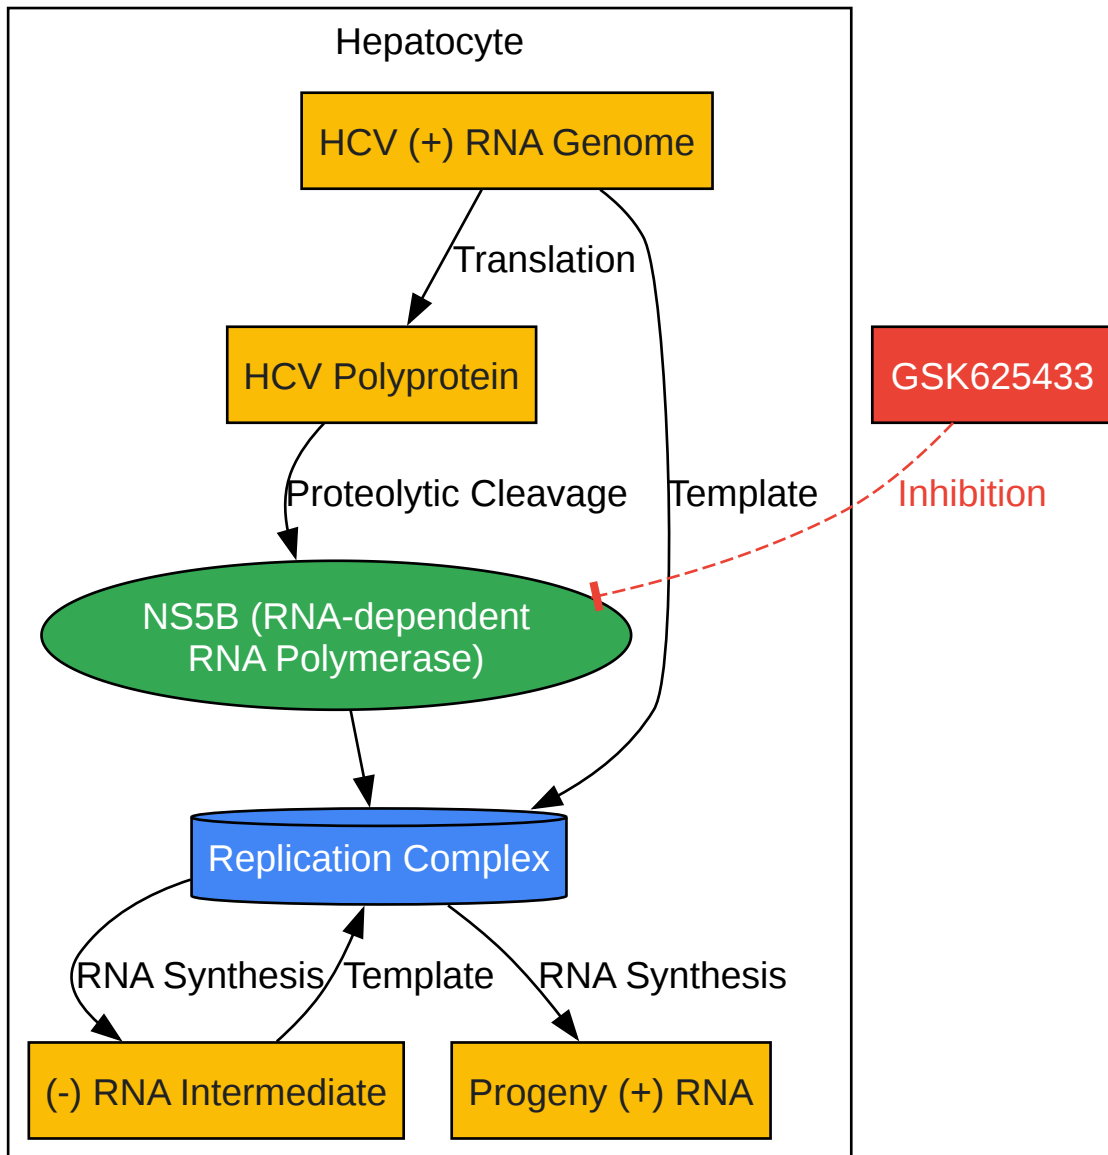 Hepatocyte
HCV (+) RNA Genome
Translation
HCV Polyprotein
GSK625433
Proteolytic Cleavage
Template
Inhibition
NS5B (RNA-dependent
RNA Polymerase)
Replication Complex
RNA Synthesis
Template
RNA Synthesis
(-) RNA Intermediate
Progeny (+) RNA